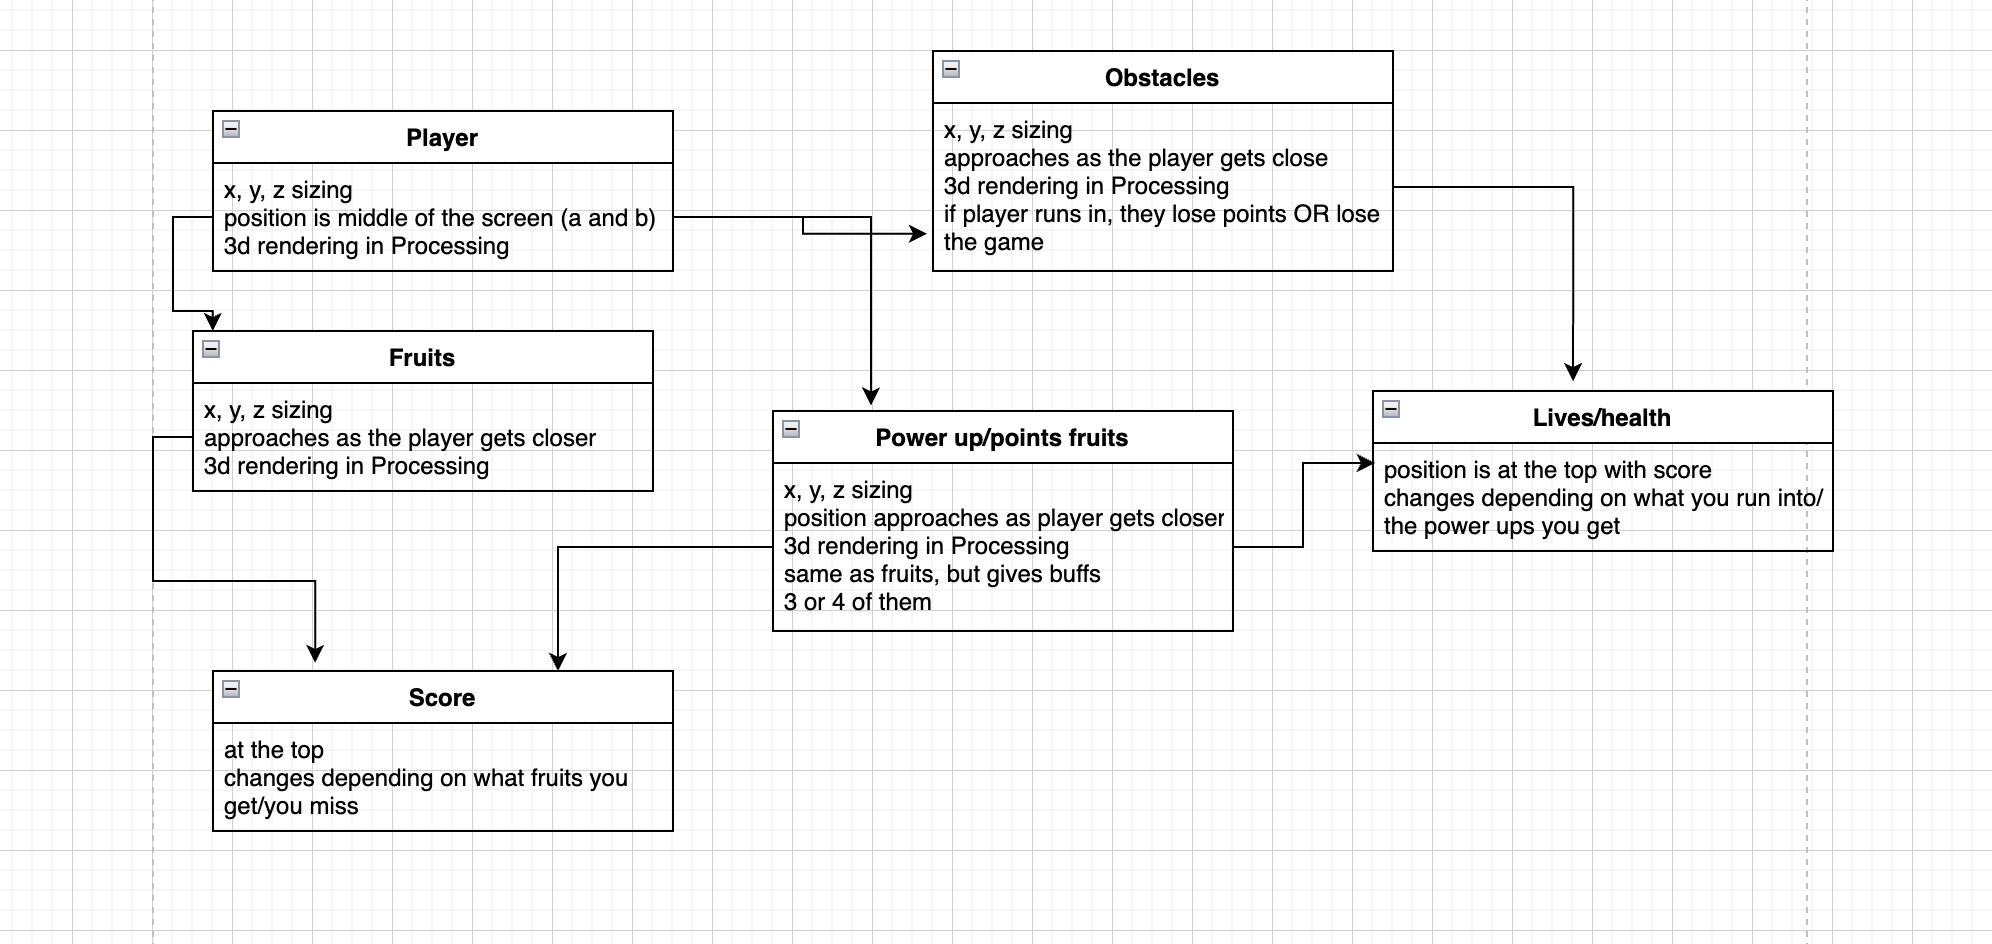 Obstacles
x, y, z sizing
approaches as the player gets close
3d rendering in Processing
if player runs in, they lose points OR lose
the game
Player
x, y, z sizing
position is middle of the screen (a and b)
3d rendering in Processing
Fruits
x, y, z sizing
approaches as the player gets closer
3d rendering in Processing
Power up/points fruits
x, y, z sizing
position approaches as player gets closer
3d rendering in Processing
same as fruits, but gives buffs
3 or 4 of them
Lives/health
position is at the top with score
changes depending on what you run into/
the power ups you get
Score
at the top
changes depending on what fruits you
get/you miss